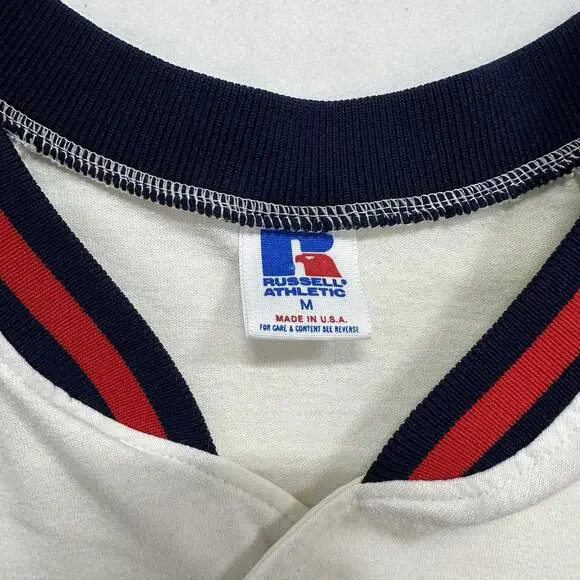 R
RUSSELL
ATHLETIC
M
MADE IN U.S.A.
FOR CARE & CONTENT SEE REVERSE